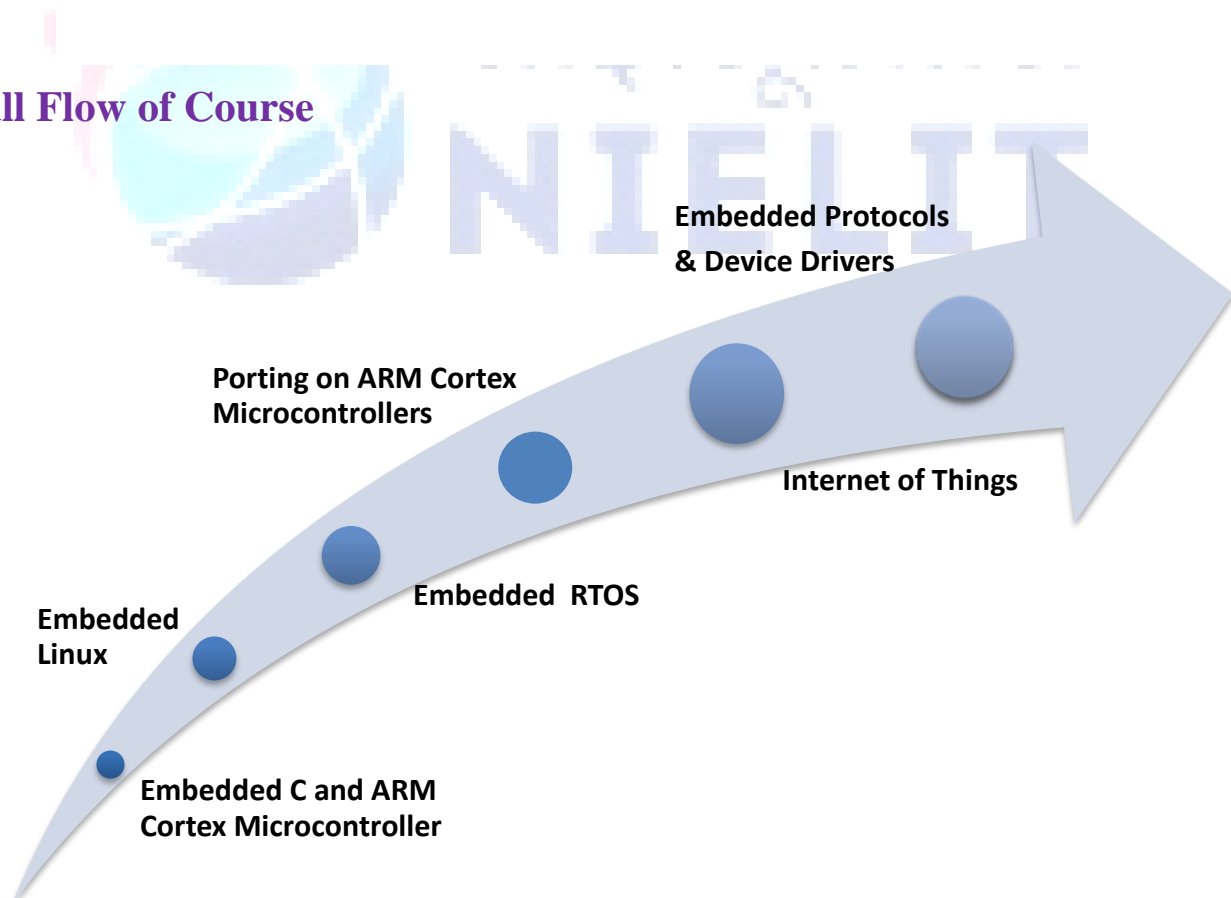 ll Flow of Course
NIELIT
Embedded Protocols
& Device Drivers
Porting on ARM Cortex
Microcontrollers
Internet of Things
Embedded RTOS
Embedded
Linux
Embedded C and ARM
Cortex Microcontroller